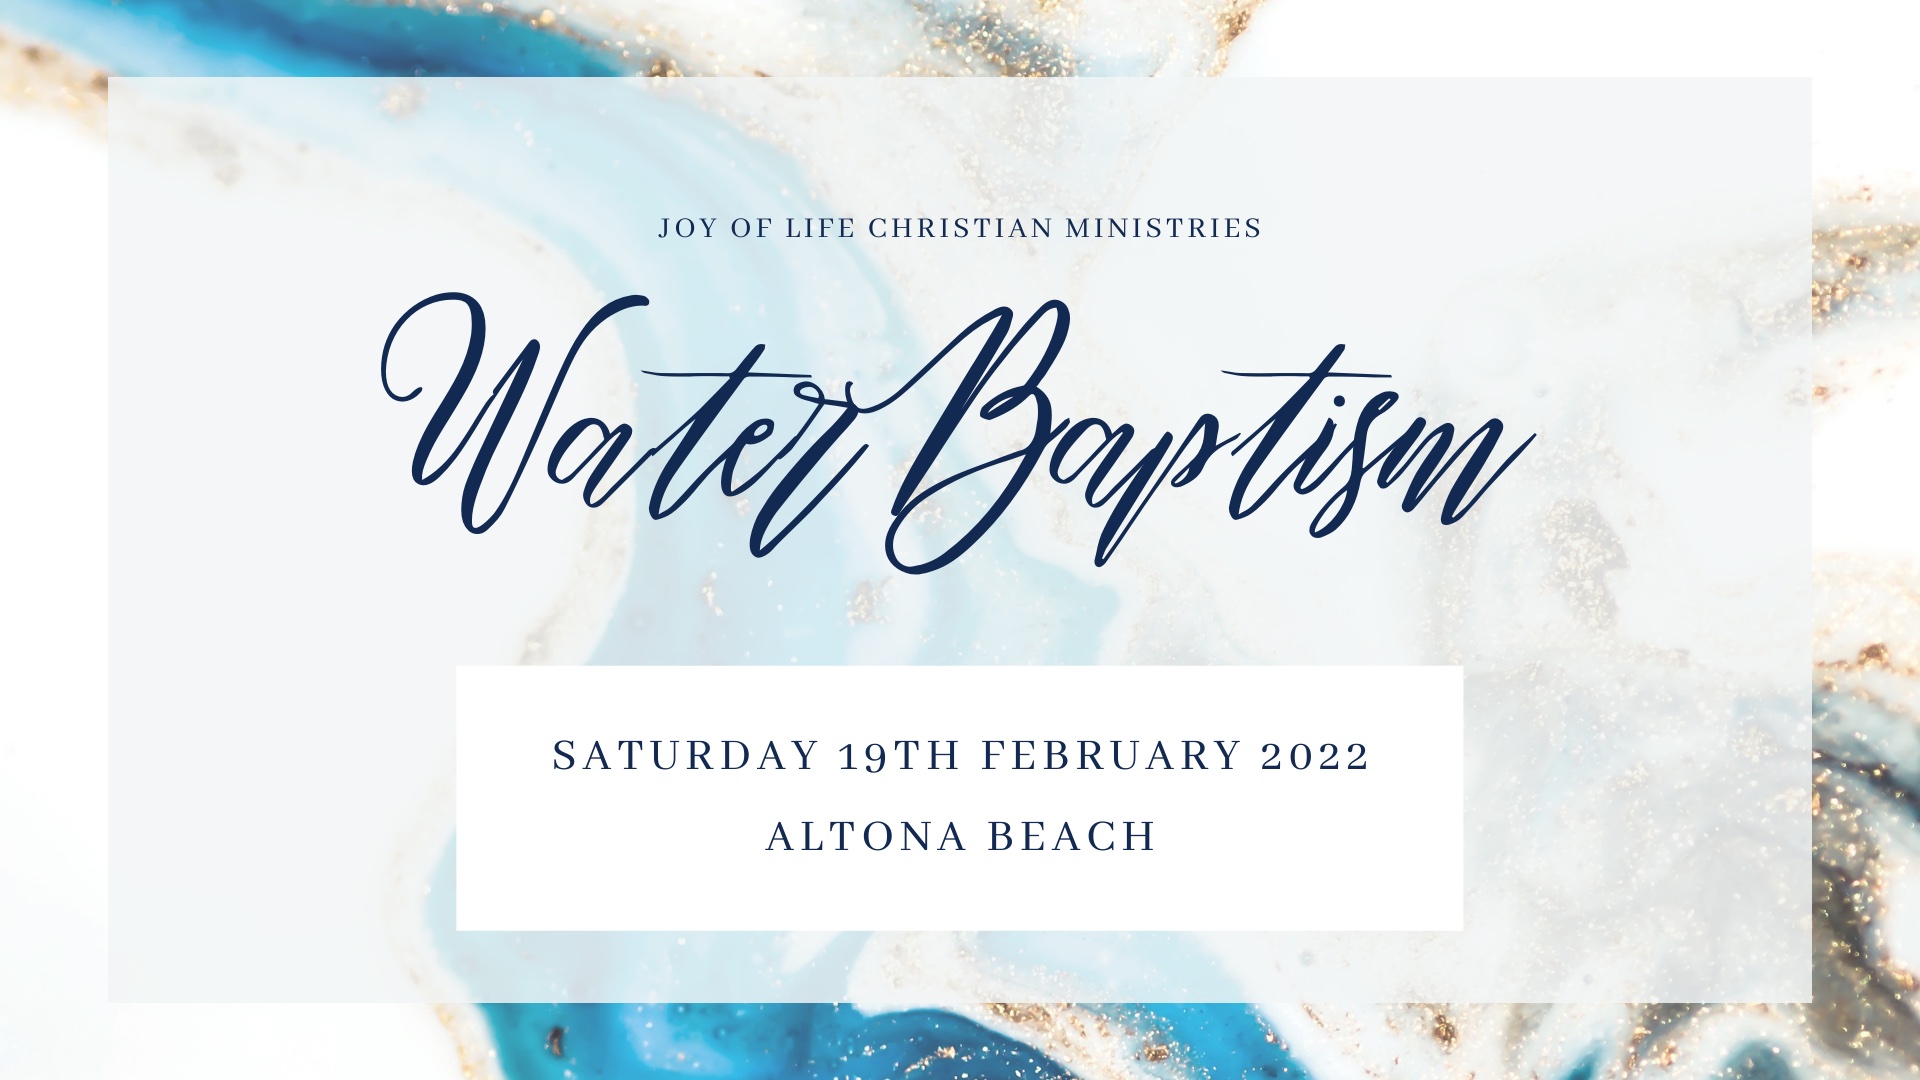 JOY OF LIFE CHRISTIAN MINISTRIES
Water Baptism
SATURDAY 19TH FEBRUARY 2022
ALTONA BEACH